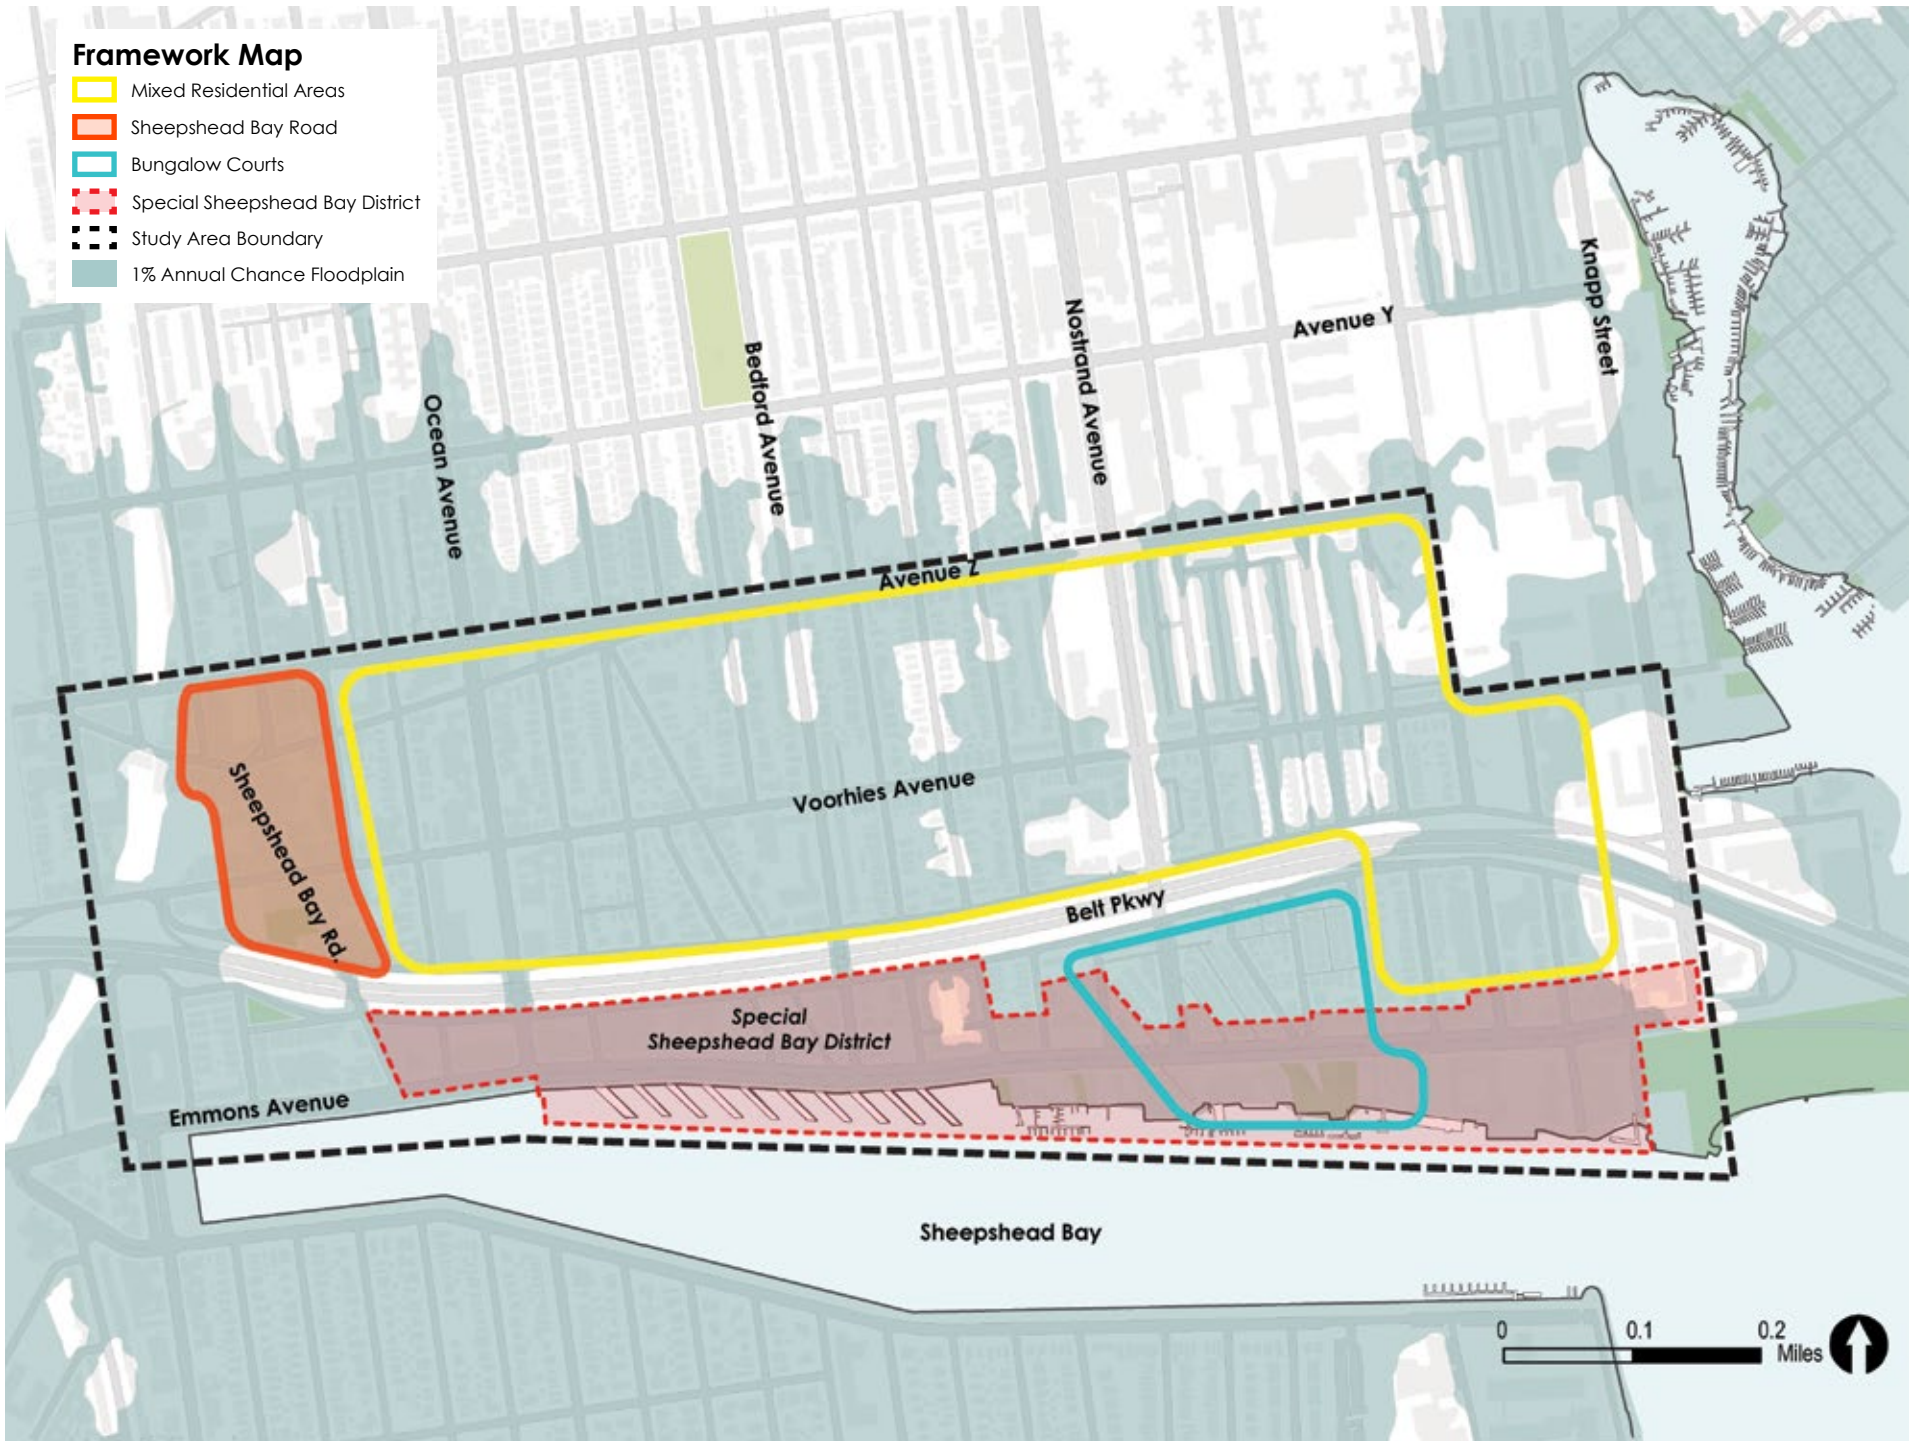 Framework Map
Mixed Residential Areas
Sheepshead Bay Road
Bungalow Courts
Special Sheepshead Bay District
Study Area Boundary
1% Annual Chance Floodplain
Knapp Street
Avenue Y
Nostrand Avenue
Bedford Avenue
Ocean Avenue
Avenue Z
Voorhies Avenue
Sheepshead Bay Rd.
Belt Pkwy
Special
Sheepshead Bay District
Emmons Avenue
Sheepshead Bay
0 0.1 0.2
Miles